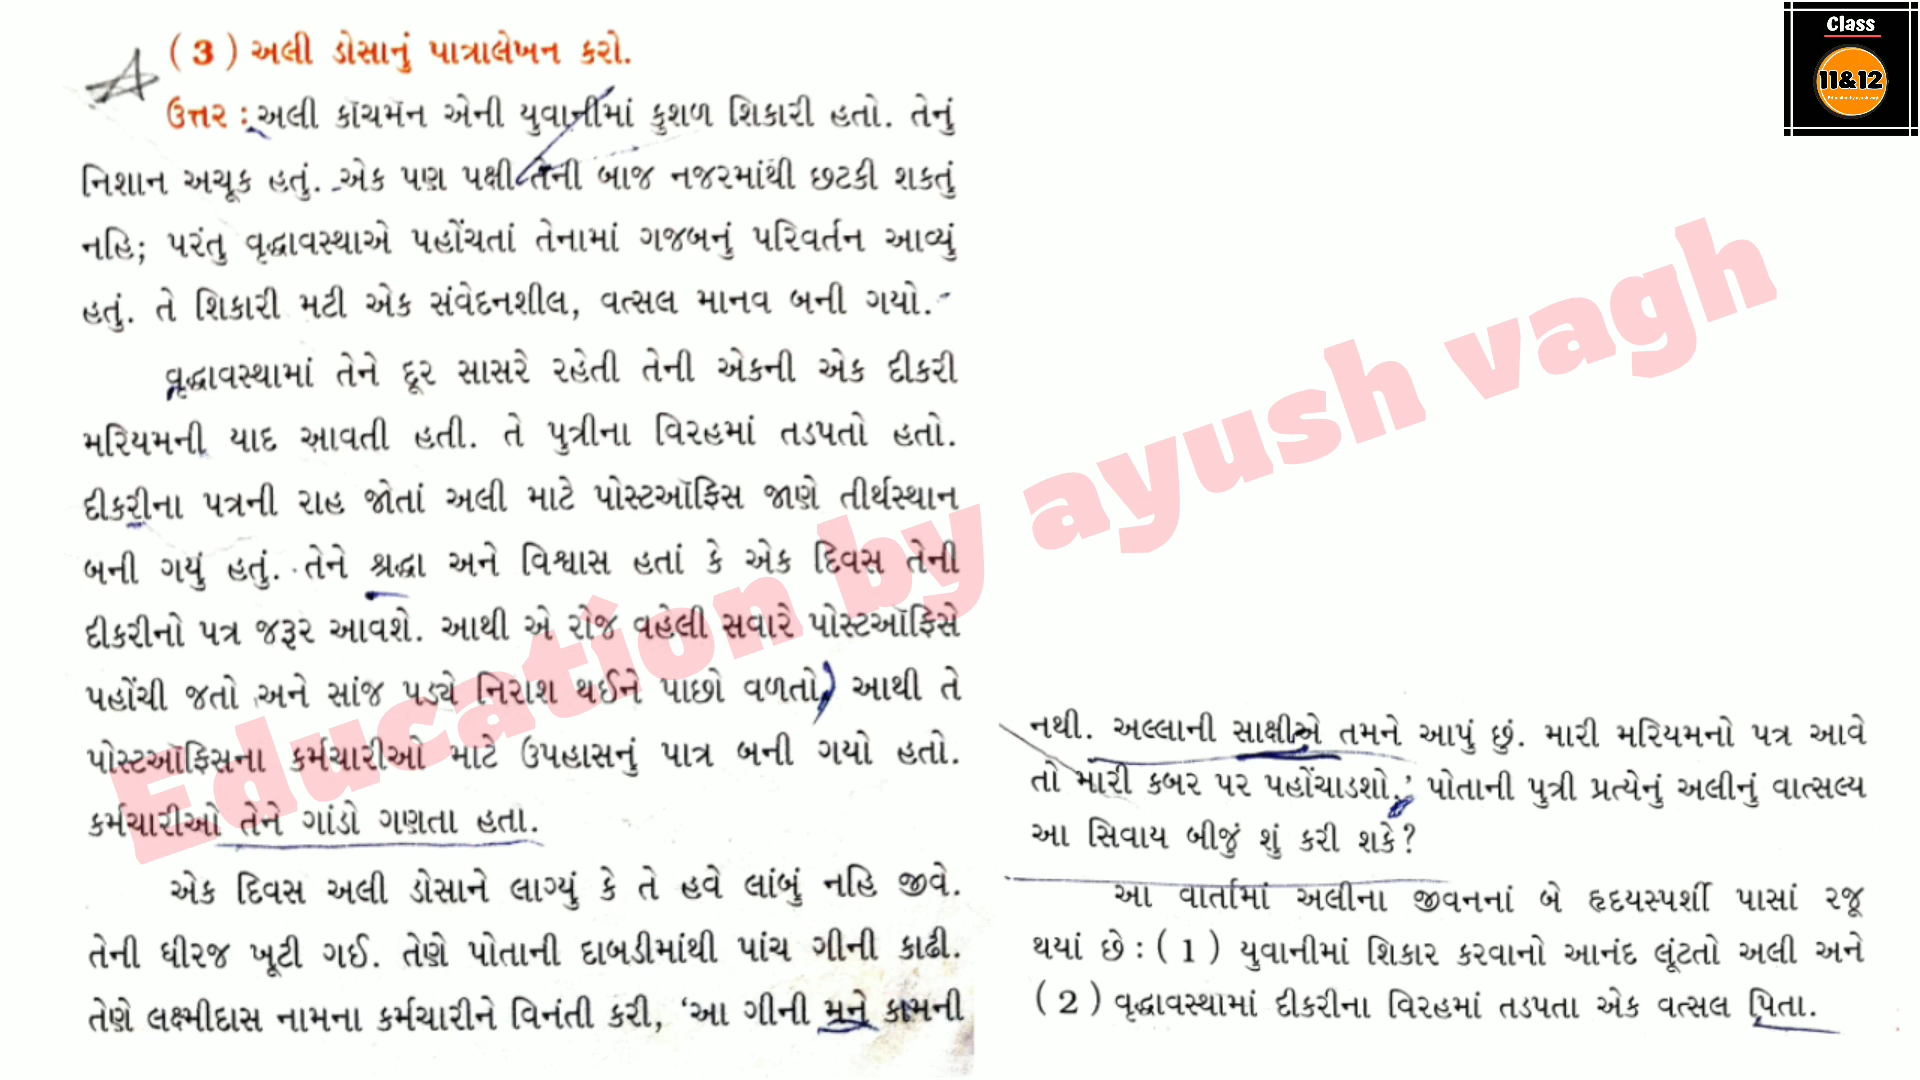 (3) અલી ડોસાનું પાત્રાલેખન કરો.
ઉત્તર : અલી કૉચમૅન એની યુવાનીમાં કુશળ શિકારી હતો. તેનું
નિશાન અચૂક હતું. એક પણ પક્ષી તેની બાજ નજરમાંથી છટકી શકતું
નહિ; પરંતુ વૃદ્ધાવસ્થાએ પહોંચતાં તેનામાં ગજબનું પરિવર્તન આવ્યું
હતું. તે શિકારી મટી એક સંવેદનશીલ, વત્સલ માનવ બની ગયો.
વૃદ્ધાવસ્થામાં તેને દૂર સાસરે રહેતી તેની એકની એક દીકરી
મરિયમની યાદ આવતી હતી. તે પુત્રીના વિરહમાં તડપતો હતો.
દીકરીના પત્રની રાહ જોતાં અલી માટે પોસ્ટઑફિસ જાણે તીર્થસ્થાન
બની ગયું હતું. તેને શ્રદ્ધા અને વિશ્વાસ હતાં કે એક દિવસ તેની
દીકરીનો પત્ર જરૂર આવશે. આથી એ રોજ વહેલી સવારે પોસ્ટઑફિસે
પહોંચી જતો અને સાંજ પડ્યે નિરાશ થઈને પાછો વળતો, આથી તે
પોસ્ટઑફિસના કર્મચારીઓ માટે ઉપહાસનું પાત્ર બની ગયો હતો.
કર્મચારીઓ તેને ગાંડો ગણતા હતા.
એક દિવસ અલી ડોસાને લાગ્યું કે તે હવે લાંબું નહિ જીવે.
તેની ધીરજ ખૂટી ગઈ. તેણે પોતાની દાબડીમાંથી પાંચ ગીની કાઢી.
તેણે લક્ષ્મીદાસ નામના કર્મચારીને વિનંતી કરી, ‘આ ગીની મને કામની
નથી. અલ્લાની સાક્ષીએ તમને આપું છું. મારી મરિયમનો પત્ર આવે
તો મારી કબર પર પહોંચાડશો.’ પોતાની પુત્રી પ્રત્યેનું અલીનું વાત્સલ્ય
આ સિવાય બીજું શું કરી શકે?
આ વાર્તામાં અલીના જીવનનાં બે હૃદયસ્પર્શી પાસાં રજૂ
થયાં છે : (1) યુવાનીમાં શિકાર કરવાનો આનંદ લૂંટતો અલી અને
(2) વૃદ્ધાવસ્થામાં દીકરીના વિરહમાં તડપતા એક વત્સલ પિતા.
Education by ayush vagh
Class
11&12